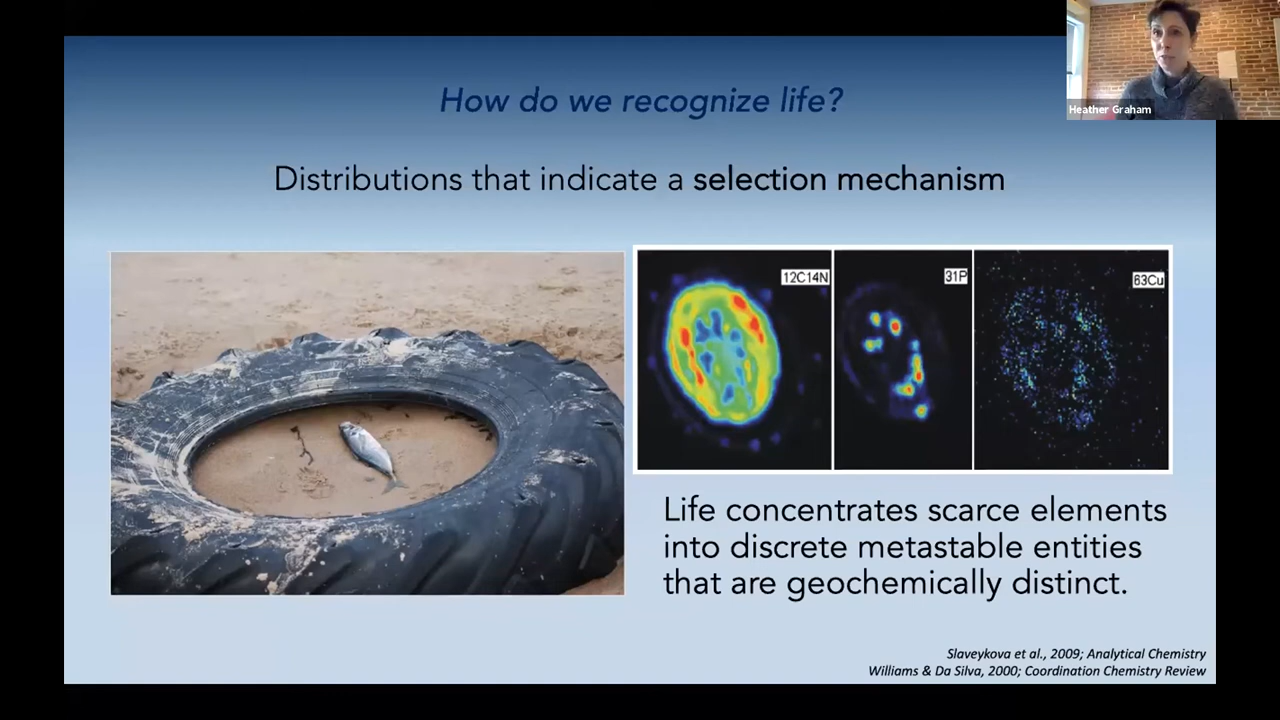 How do we recognize life?
Heather Graham
Distributions that indicate a selection mechanism
12C14N
31P
63Cu
Life concentrates scarce elements
into discrete metastable entities
that are geochemically distinct.
Slaveykova et al., 2009; Analytical Chemistry
Williams & Da Silva, 2000; Coordination Chemistry Review